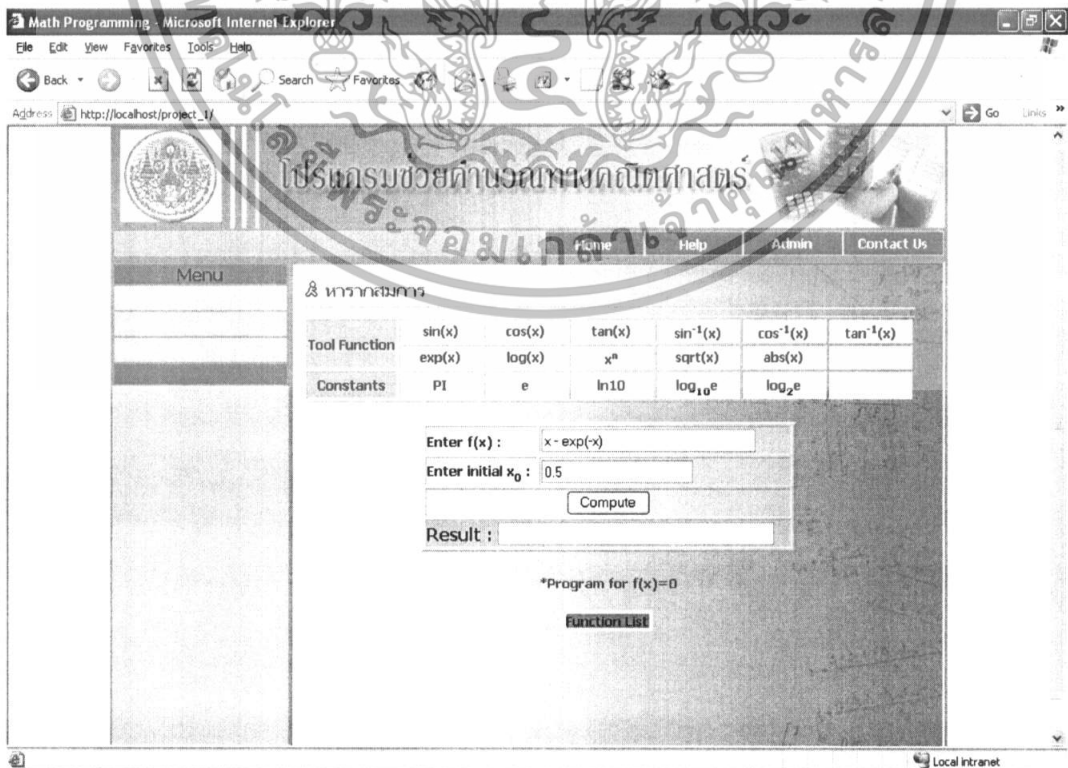 Math Programming - Microsoft Internet Explorer
File Edit View Favorites Tools Help
Back Search Favorites
Address http://localhost/project_1/ Go Links »
โปรแกรมช่วยคำนวณทางคณิตศาสตร์
Home Help Admin Contact Us
Menu
หารากสมการ
Tool Function sin(x) cos(x) tan(x) sin⁻¹(x) cos⁻¹(x) tan⁻¹(x)
exp(x) log(x) xⁿ sqrt(x) abs(x)
Constants PI e ln10 log₁₀e log₂e
Enter f(x) : x - exp(-x)
Enter initial x₀ : 0.5
Compute
Result :
*Program for f(x)=0
Function List
Local intranet